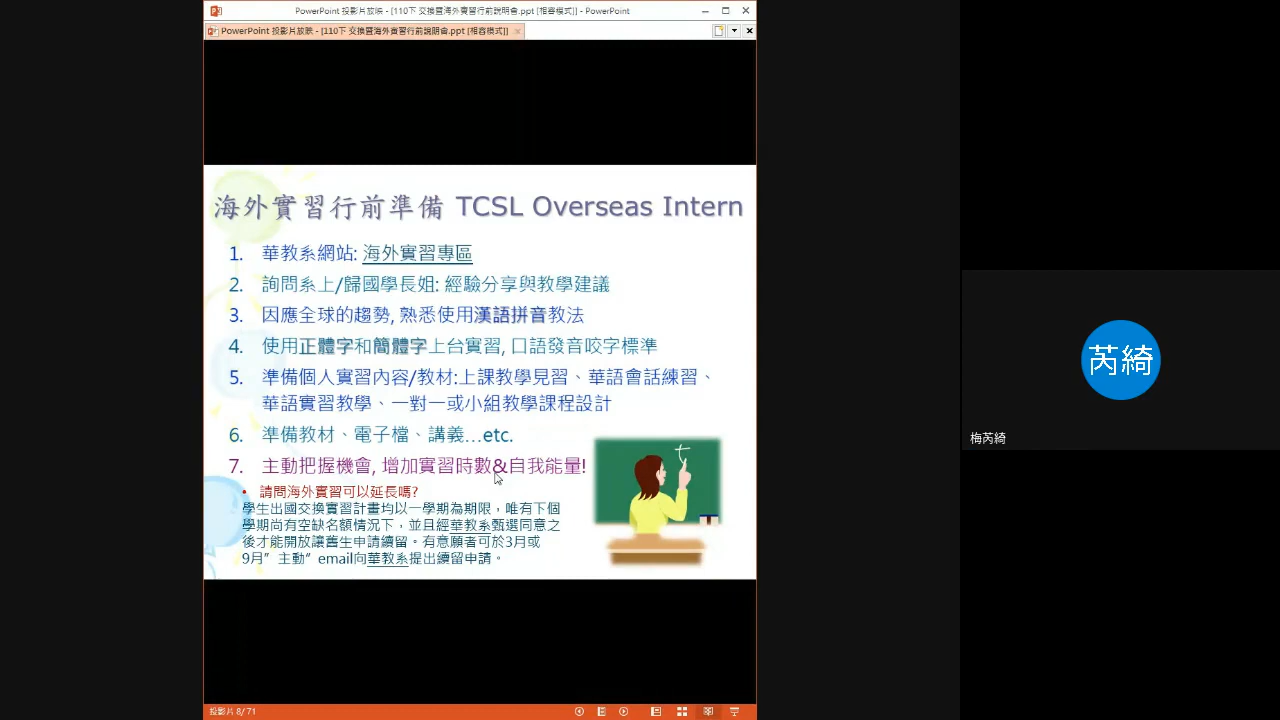 PowerPoint 投影片放映 - [110下 交換暨海外實習行前說明會.ppt [相容模式]] - PowerPoint
PowerPoint 投影片放映 - [110下 交換暨海外實習行前說明會.ppt [相容模式]]
海外實習行前準備 TCSL Overseas Intern
1. 華教系網站: 海外實習專區
2. 詢問系上/歸國學長姐: 經驗分享與教學建議
3. 因應全球的趨勢, 熟悉使用漢語拼音教法
4. 使用正體字和簡體字上台實習, 口語發音咬字標準
5. 準備個人實習內容/教材:上課教學見習、華語會話練習、
華語實習教學、一對一或小組教學課程設計
6. 準備教材、電子檔、講義...etc.
7. 主動把握機會, 增加實習時數&自我能量!
• 請問海外實習可以延長嗎?
學生出國交換實習計畫均以一學期為期限，唯有下個
學期尚有空缺名額情況下，並且經華教系甄選同意之
後才能開放讓舊生申請續留。有意願者可於3月或
9月”主動”email向華教系提出續留申請。
芮綺
梅芮綺
投影片 8/71